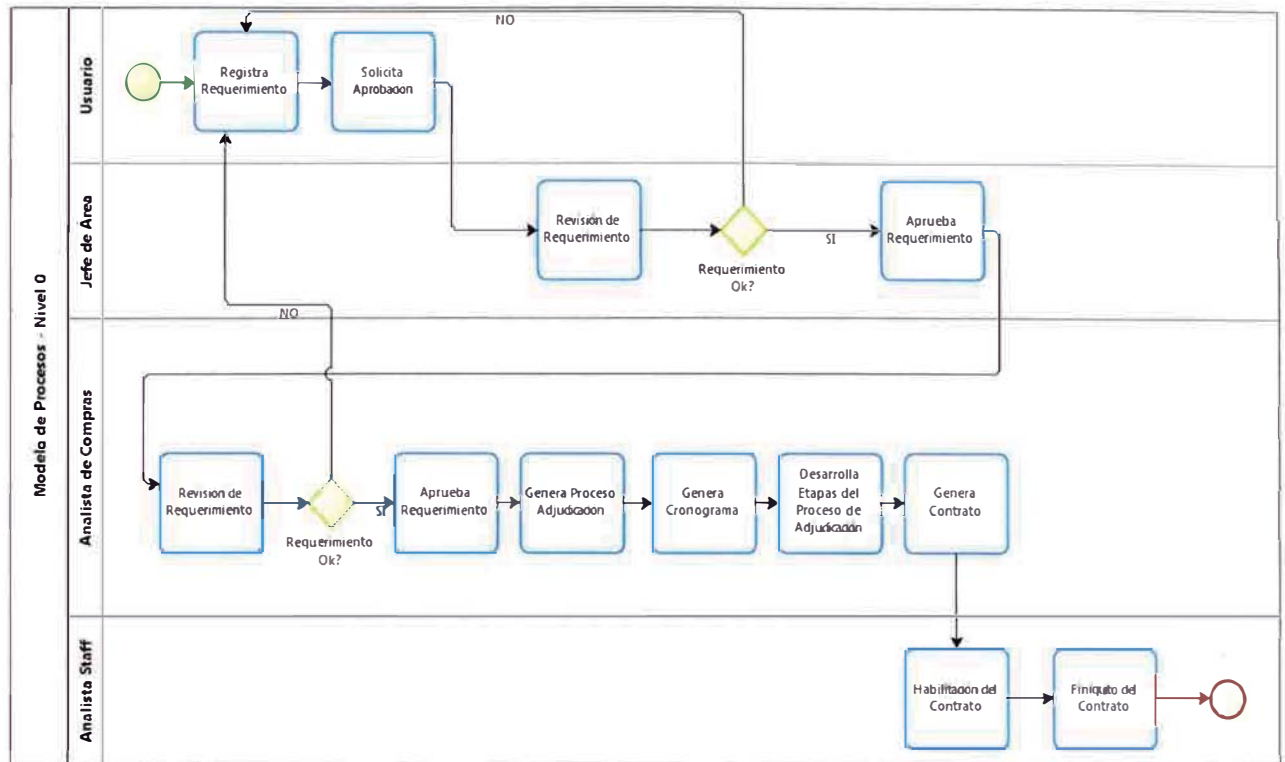 Modelo de Procesos - Nivel 0
Usuario
NO
Registra
Requerimiento
Solicita
Aprobacion
Jefe de Area
Revisión de
Requerimiento
Requerimiento
Ok?
SI
Aprueba
Requerimiento
NO
Analista de Compras
Revisión de
Requerimiento
Requerimiento
Ok?
SI
Aprueba
Requerimiento
Genera Proceso
Adjudicacion
Genera
Cronograma
Desarrolla
Etapas del
Proceso de
Adjudicación
Genera
Contrato
Analista Staff
Habilitacion del
Contrato
Finiquito del
Contrato